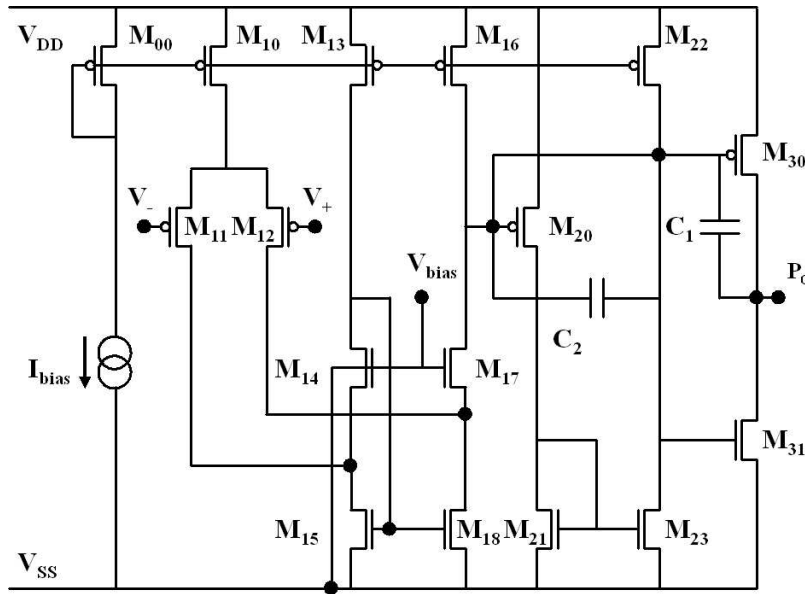 V_DD M_00 M_10 M_13 M_16 M_22
M_30
V_- M_11 M_12 V_+ M_20 C_1
V_bias P_o
C_2
I_bias M_14 M_17
M_31
M_15 M_18 M_21 M_23
V_SS